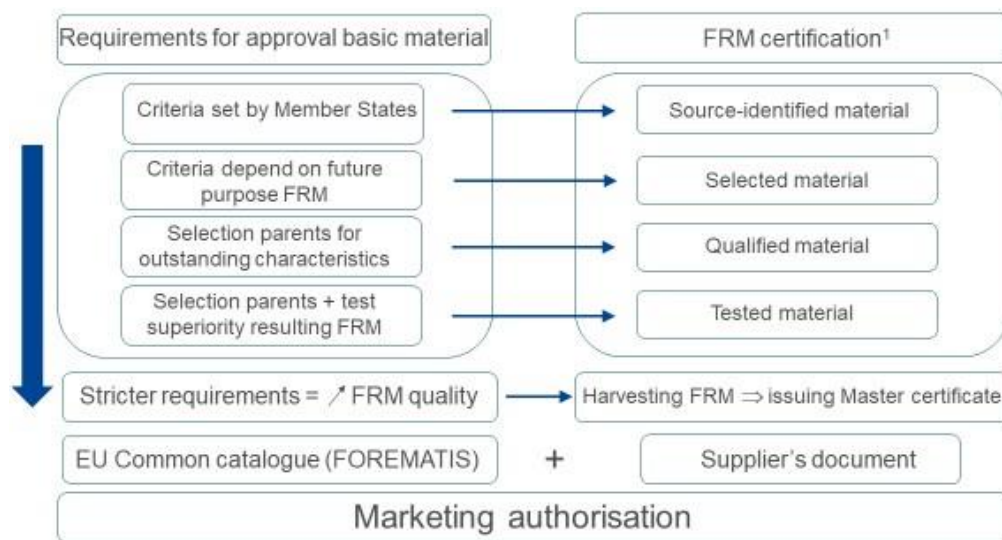 Requirements for approval basic material
FRM certification¹
Criteria set by Member States
Source-identified material
Criteria depend on future
purpose FRM
Selected material
Selection parents for
outstanding characteristics
Qualified material
Selection parents + test
superiority resulting FRM
Tested material
Stricter requirements = ↗ FRM quality
Harvesting FRM ⇒ issuing Master certificate
EU Common catalogue (FOREMATIS)
+
Supplier's document
Marketing authorisation